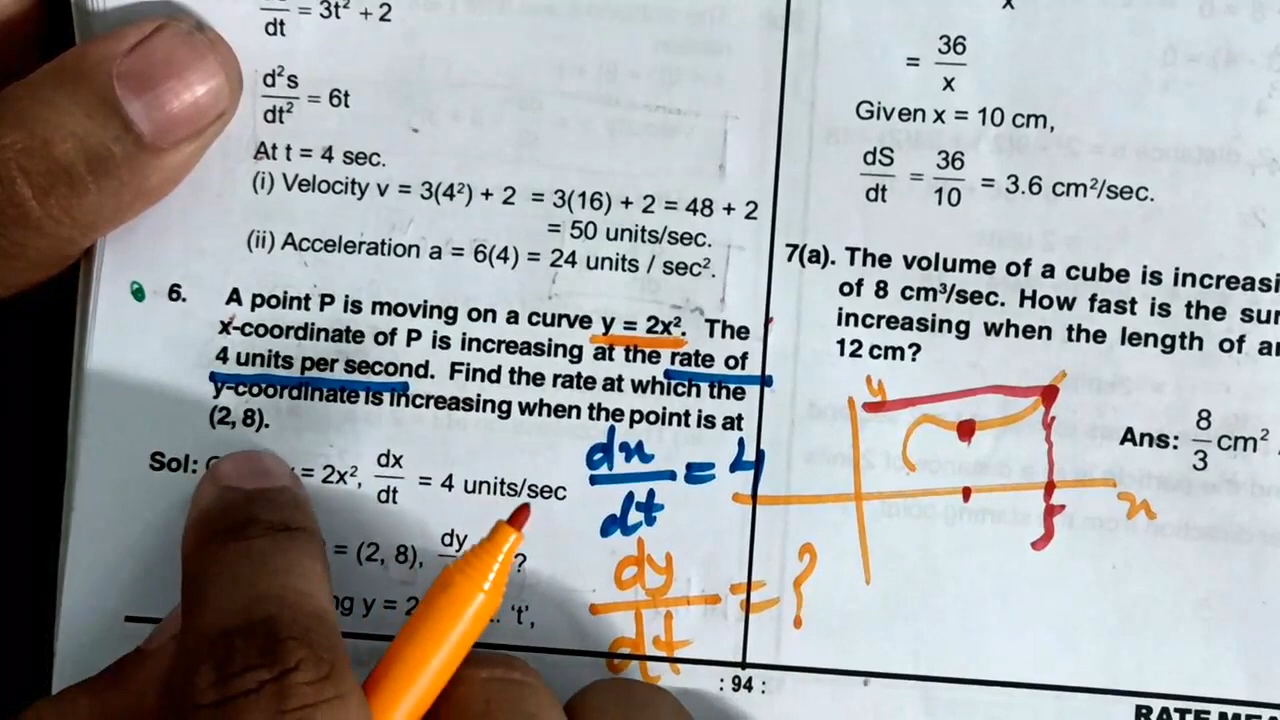 dt = 3t² + 2
d²s/dt² = 6t
At t = 4 sec.
(i) Velocity v = 3(4²) + 2 = 3(16) + 2 = 48 + 2
= 50 units/sec.
(ii) Acceleration a = 6(4) = 24 units / sec².
6. A point P is moving on a curve y = 2x². The
x-coordinate of P is increasing at the rate of
4 units per second. Find the rate at which the
y-coordinate is increasing when the point is at
(2, 8).
Sol: = 2x², dx/dt = 4 units/sec
= (2, 8), dy ?
y = 2 't',
dx/dt = 4
dy/dt = ?
x
= 36/x
Given x = 10 cm,
dS/dt = 36/10 = 3.6 cm²/sec.
7(a). The volume of a cube is increasi
of 8 cm³/sec. How fast is the sur
increasing when the length of a
12 cm?
y
x
Ans: 8/3 cm²
: 94 :
RATE ME